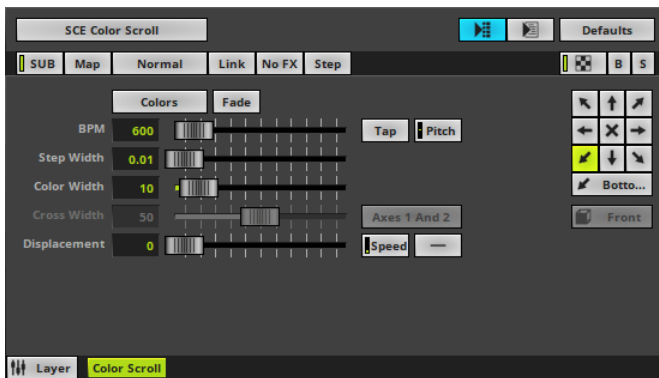 SCE Color Scroll
Defaults
SUB Map Normal Link No FX Step
B S
Colors Fade
BPM 600 Tap Pitch
Step Width 0.01
Color Width 10
Botto...
Cross Width 50 Axes 1 And 2
Front
Displacement 0 Speed
Layer Color Scroll